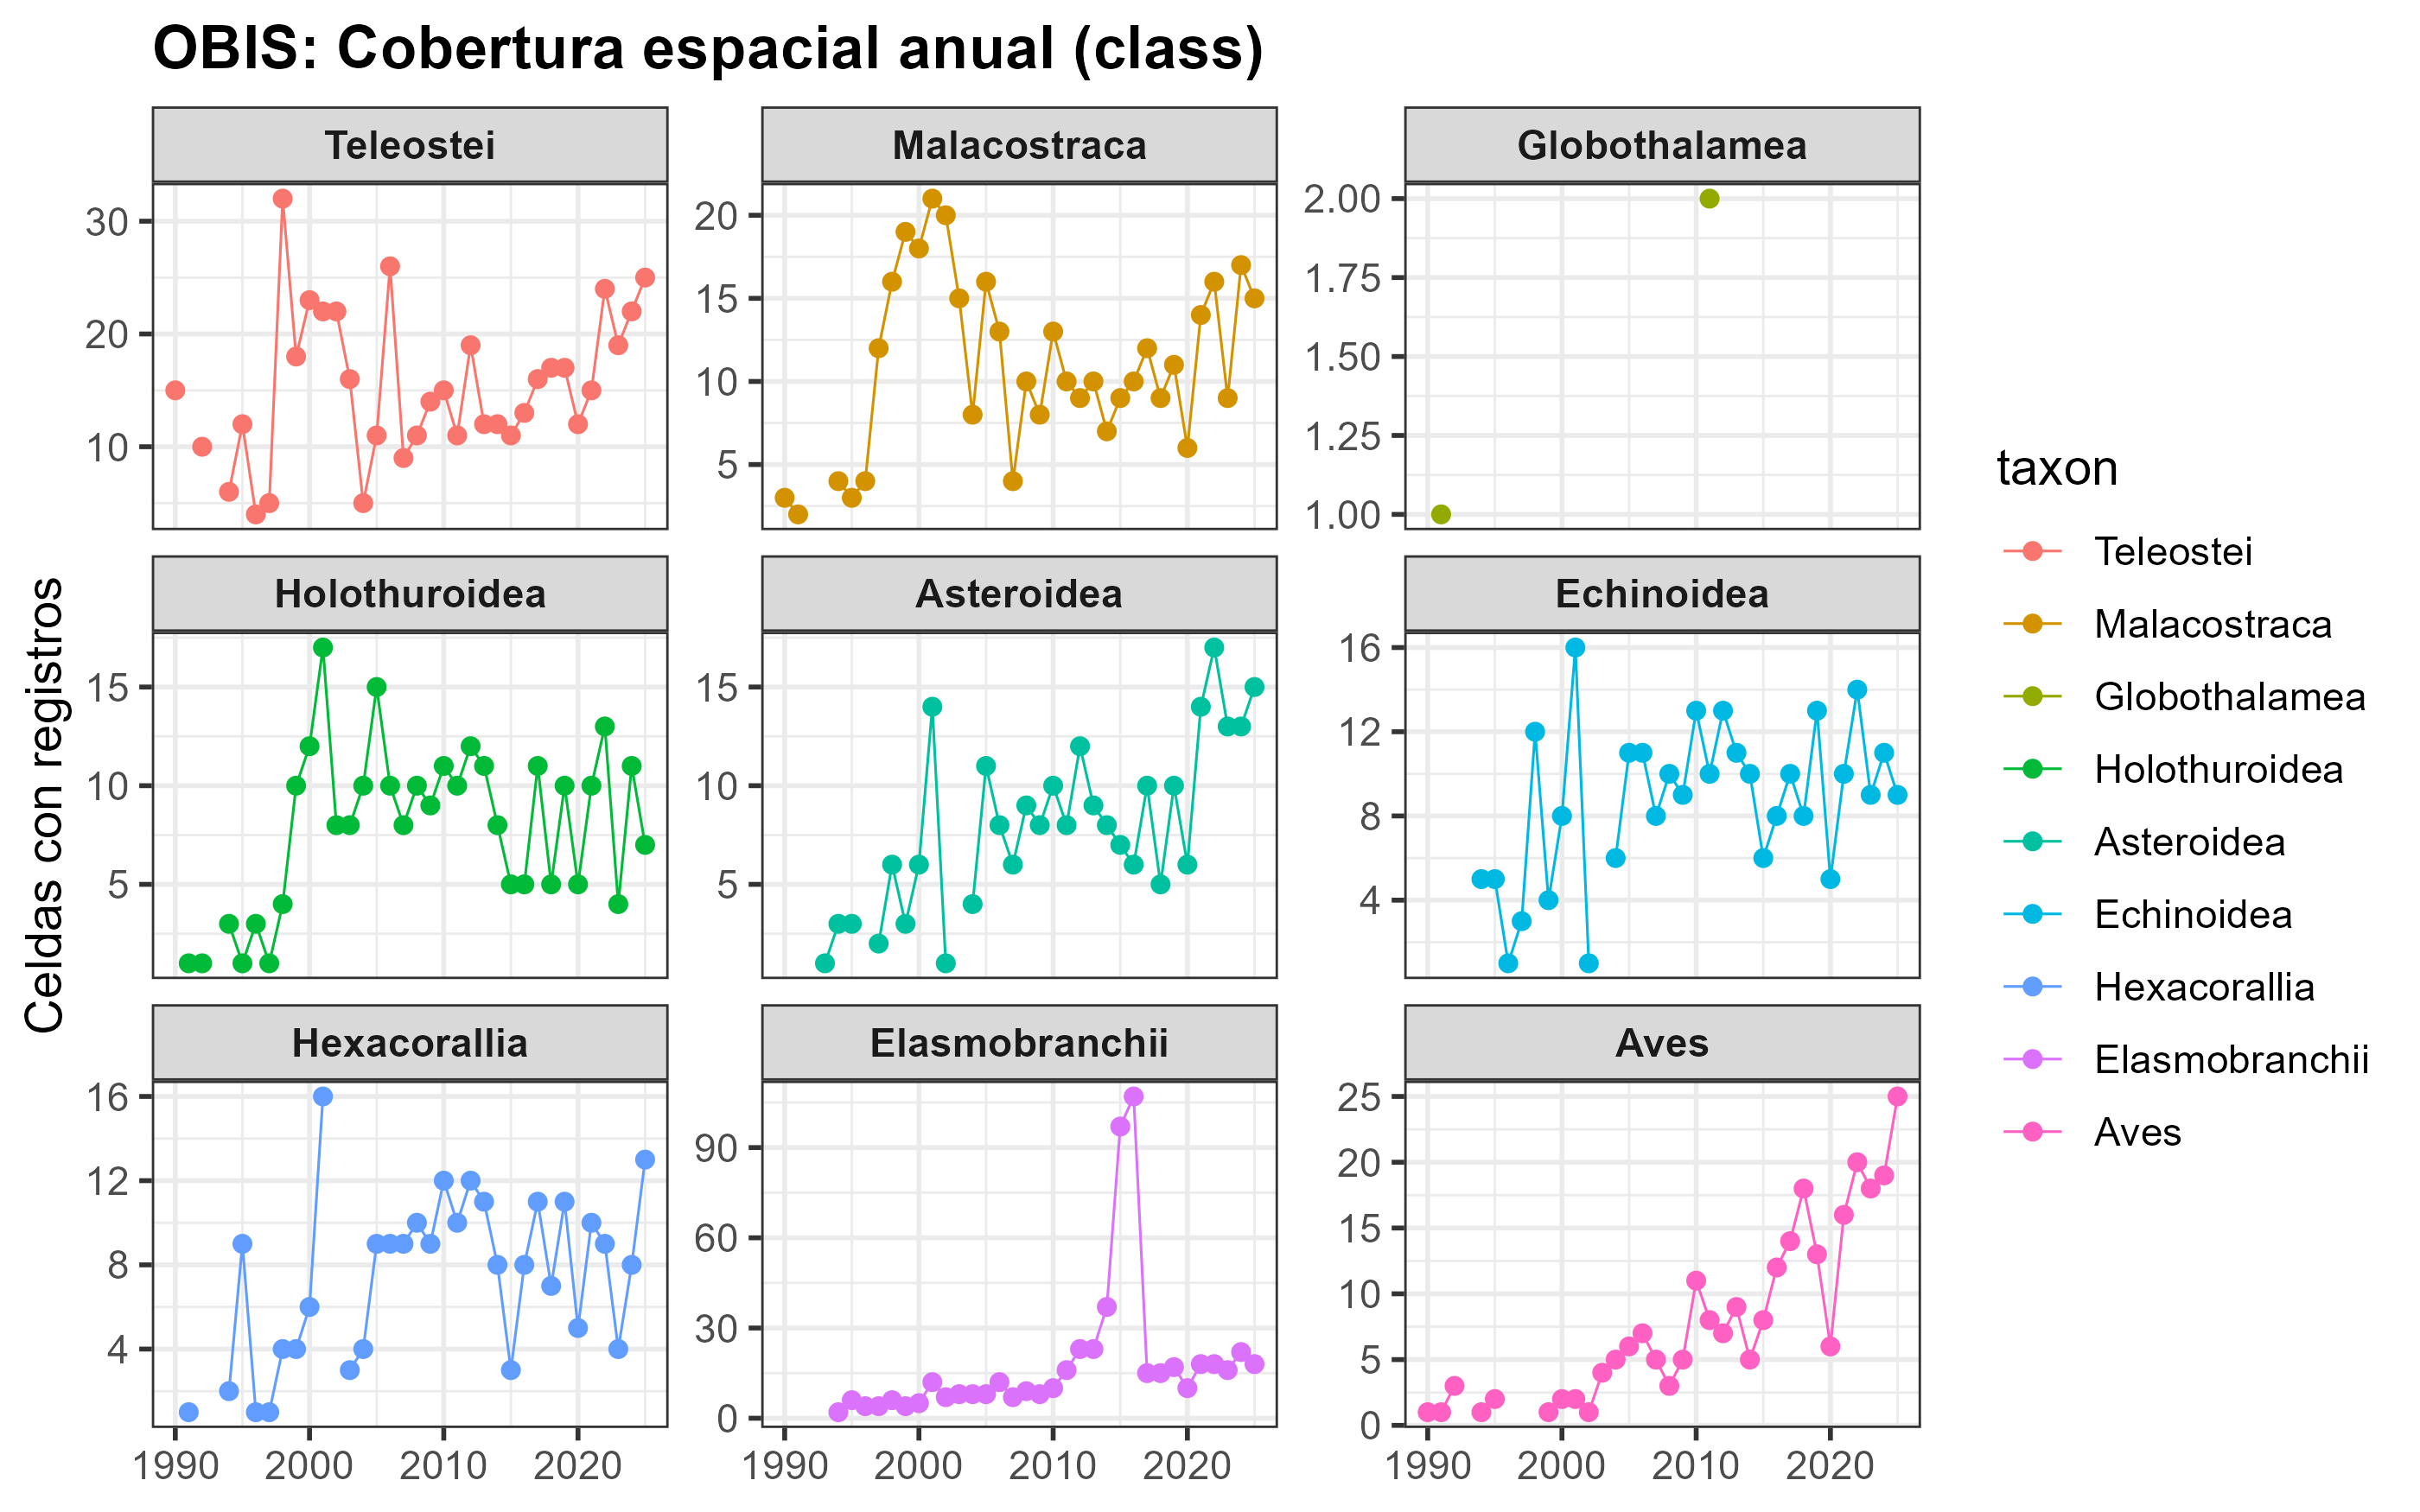 OBIS: Cobertura espacial anual (class)
Teleostei
Malacostraca
Globothalamea
30
20
10
20
15
10
5
2.00
1.75
1.50
1.25
1.00
Holothuroidea
Asteroidea
Echinoidea
15
10
5
15
10
5
16
12
8
4
Hexacorallia
Elasmobranchii
Aves
16
12
8
4
90
60
30
0
25
20
15
10
5
0
1990 2000 2010 2020
1990 2000 2010 2020
1990 2000 2010 2020
Celdas con registros
taxon
Teleostei
Malacostraca
Globothalamea
Holothuroidea
Asteroidea
Echinoidea
Hexacorallia
Elasmobranchii
Aves